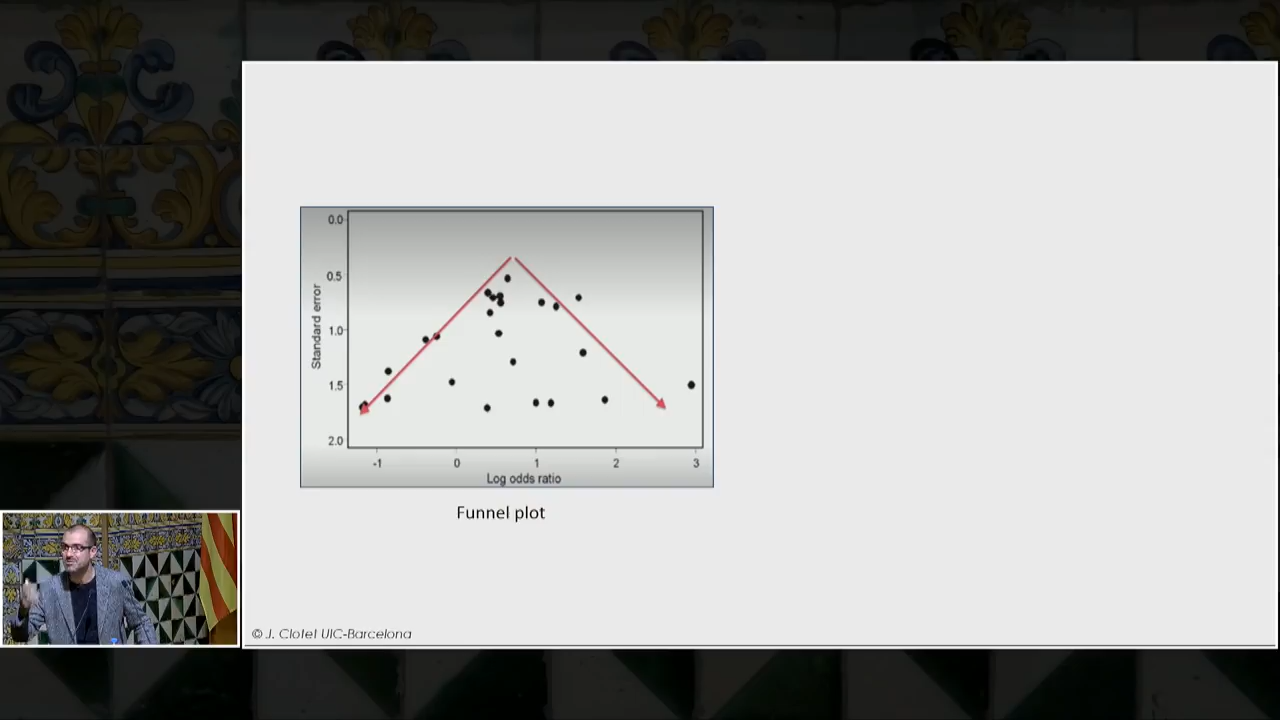 0.0
0.5
1.0
1.5
2.0
Standard error
-1 0 1 2 3
Log odds ratio
Funnel plot
© J. Clotet UIC-Barcelona